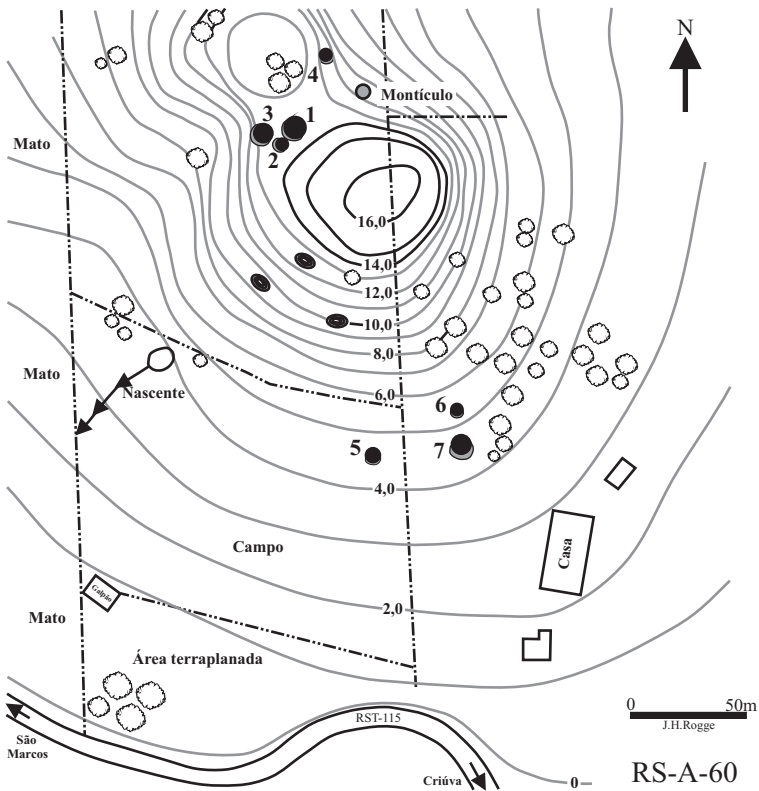 N
4
Montículo
3
1
2
Mato
16,0
14,0
12,0
10,0
8,0
Mato
Nascente
6,0
6
5
7
4,0
Campo
Casa
Galpão
2,0
Mato
Área terraplanada
0 50m
J.H.Rogge
RST-115
São
Marcos
Criúva
0
RS-A-60